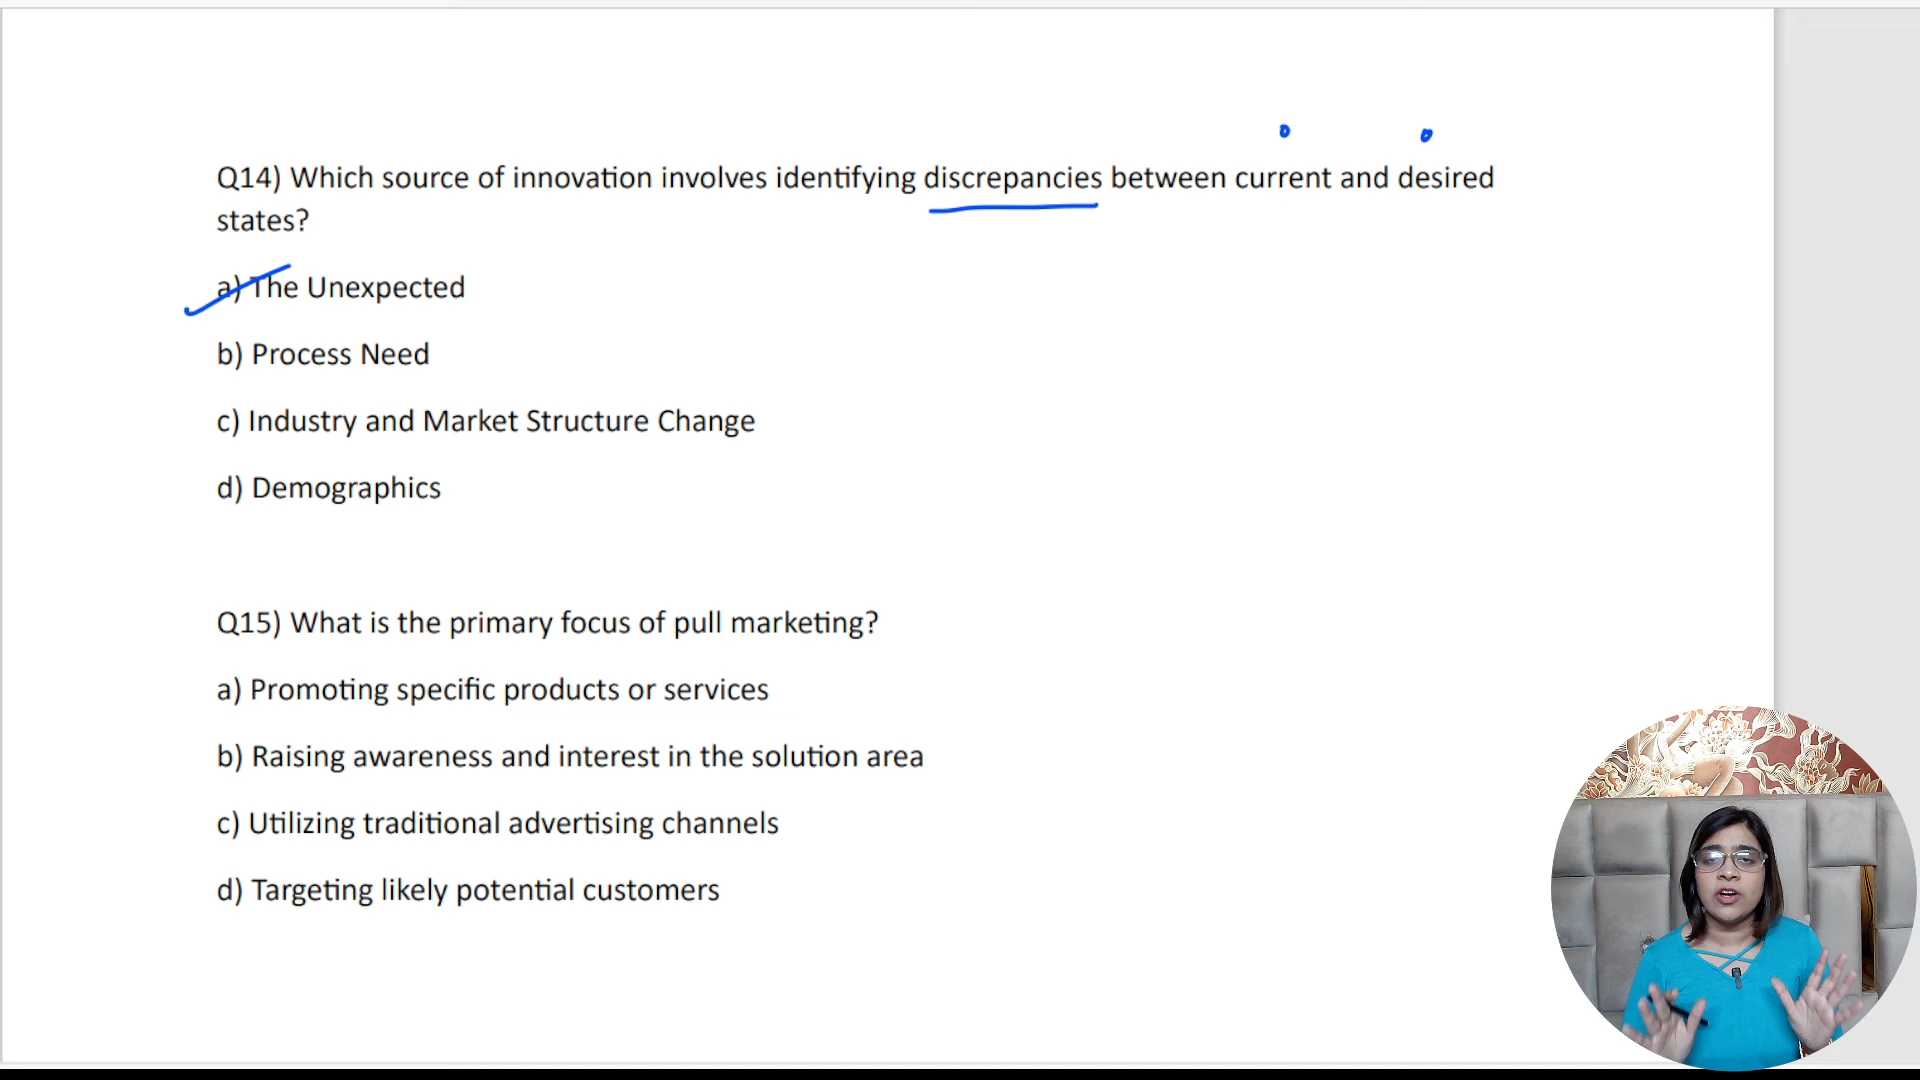 Q14) Which source of innovation involves identifying discrepancies between current and desired
states?
a) The Unexpected
b) Process Need
c) Industry and Market Structure Change
d) Demographics
Q15) What is the primary focus of pull marketing?
a) Promoting specific products or services
b) Raising awareness and interest in the solution area
c) Utilizing traditional advertising channels
d) Targeting likely potential customers